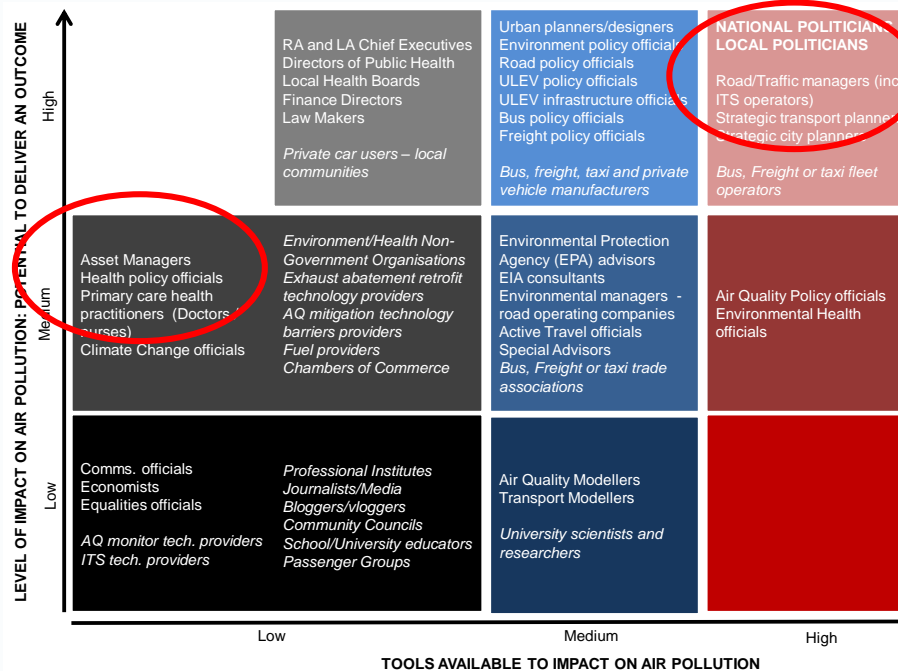 LEVEL OF IMPACT ON AIR POLLUTION: POTENTIAL TO DELIVER AN OUTCOME
High
RA and LA Chief Executives
Directors of Public Health
Local Health Boards
Finance Directors
Law Makers
Private car users – local
communities
Urban planners/designers
Environment policy officials
Road policy officials
ULEV policy officials
ULEV infrastructure officials
Bus policy officials
Freight policy officials
Bus, freight, taxi and private
vehicle manufacturers
NATIONAL POLITICIANS
LOCAL POLITICIANS
Road/Traffic managers (inc
ITS operators)
Strategic transport planner
Strategic city planners
Bus, Freight or taxi fleet
operators
Medium
Asset Managers
Health policy officials
Primary care health
practitioners (Doctors /
nurses)
Climate Change officials
Environment/Health Non-
Government Organisations
Exhaust abatement retrofit
technology providers
AQ mitigation technology
barriers providers
Fuel providers
Chambers of Commerce
Environmental Protection
Agency (EPA) advisors
EIA consultants
Environmental managers -
road operating companies
Active Travel officials
Special Advisors
Bus, Freight or taxi trade
associations
Air Quality Policy officials
Environmental Health
officials
Low
Comms. officials
Economists
Equalities officials
AQ monitor tech. providers
ITS tech. providers
Professional Institutes
Journalists/Media
Bloggers/vloggers
Community Councils
School/University educators
Passenger Groups
Air Quality Modellers
Transport Modellers
University scientists and
researchers
Low
Medium
High
TOOLS AVAILABLE TO IMPACT ON AIR POLLUTION